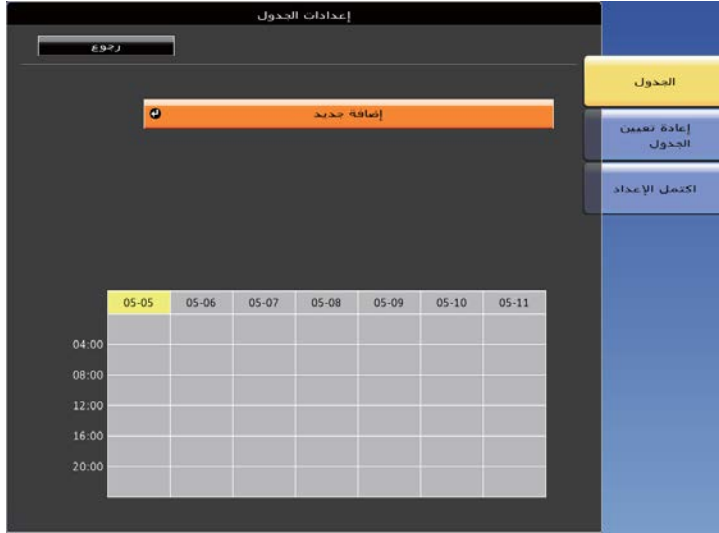 إعدادات الجدول
رجوع
الجدول
إضافة جديد
إعادة تعيين
الجدول
اكتمل الإعداد
05-05 05-06 05-07 05-08 05-09 05-10 05-11
04:00
08:00
12:00
16:00
20:00